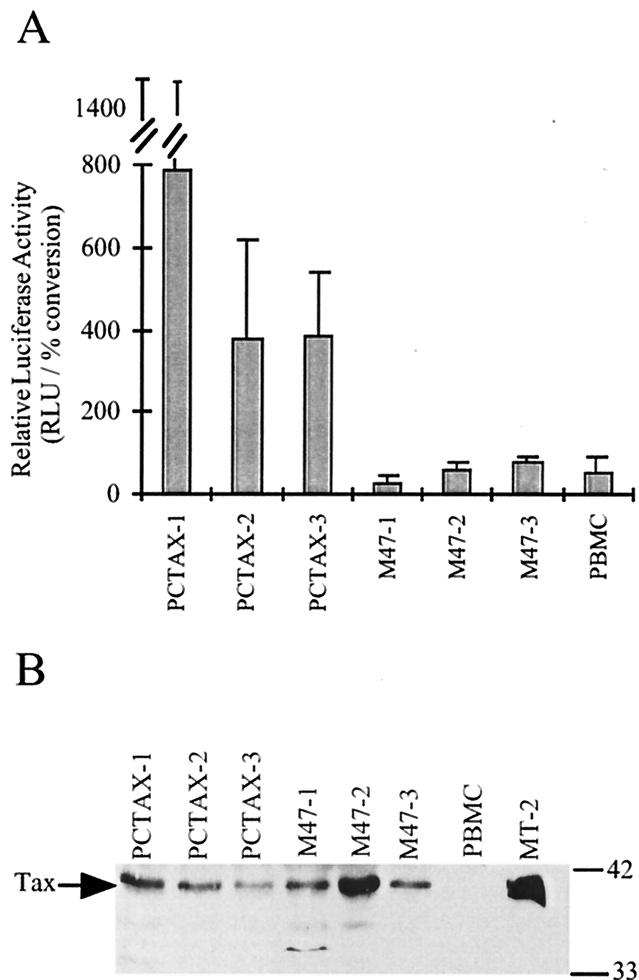 A
Relative Luciferase Activity
(RLU / % conversion)
1400
800
600
400
200
0
PCTAX-1
PCTAX-2
PCTAX-3
M47-1
M47-2
M47-3
PBMC
B
PCTAX-1
PCTAX-2
PCTAX-3
M47-1
M47-2
M47-3
PBMC
MT-2
Tax
42
33